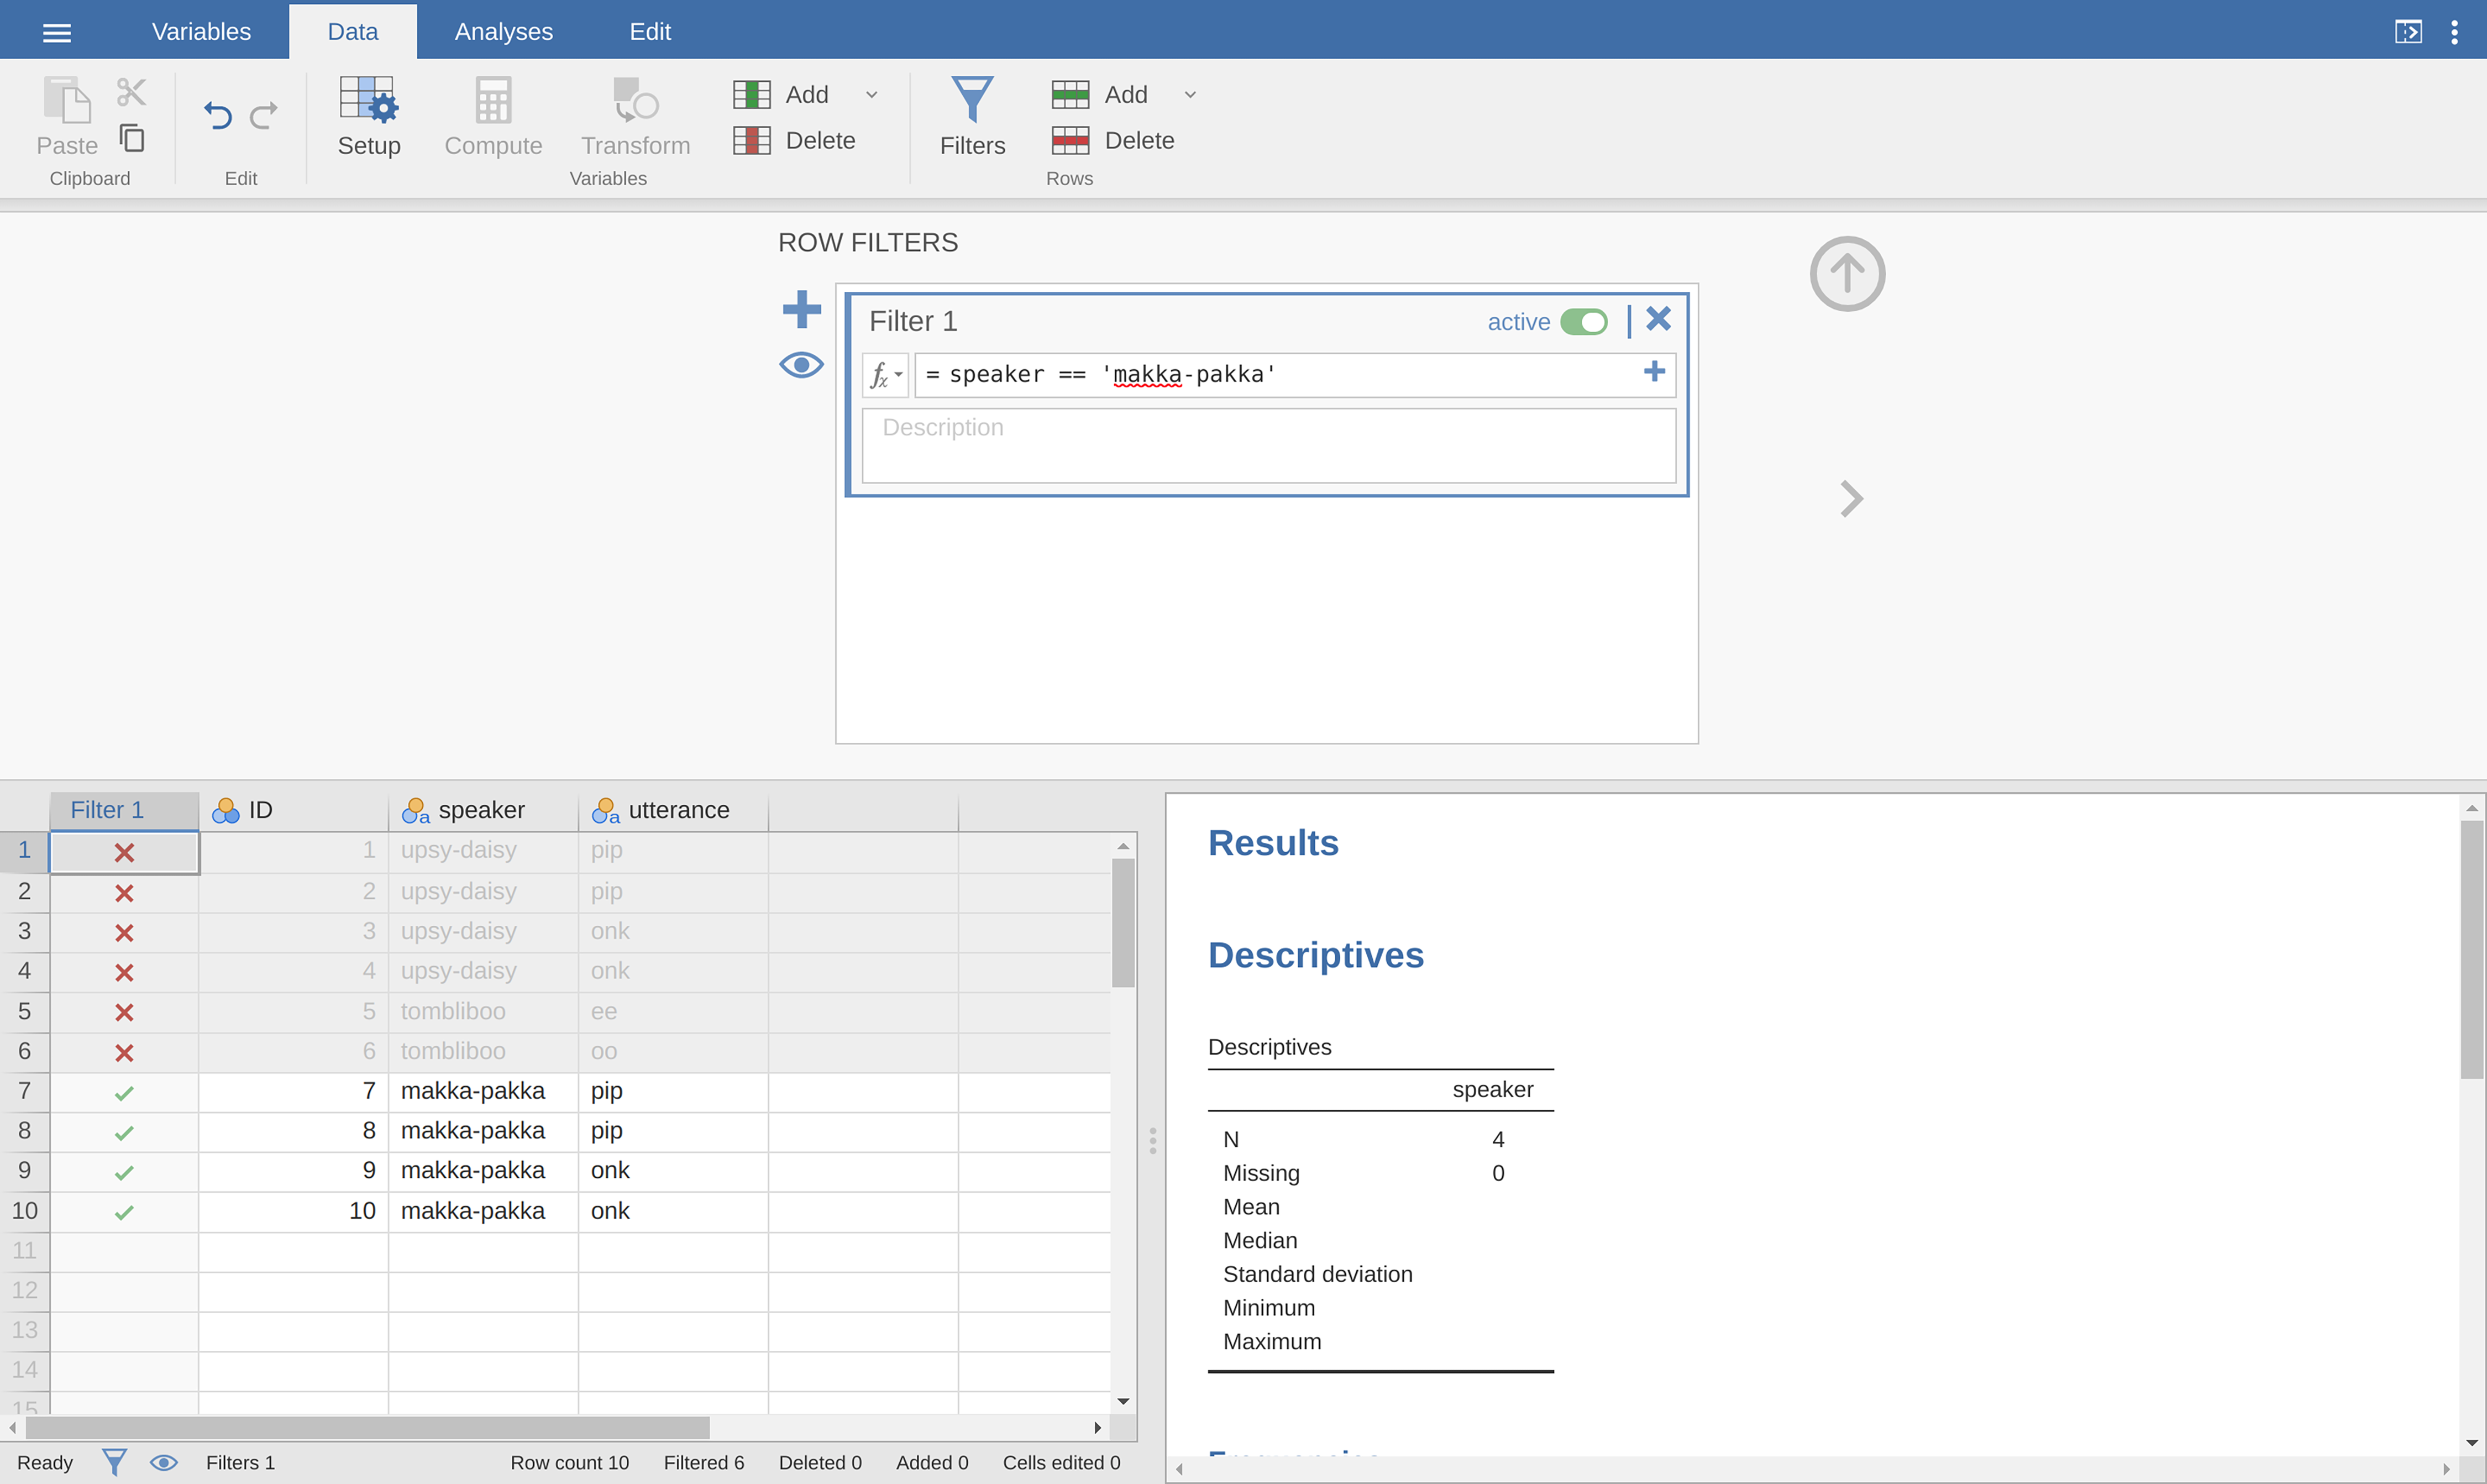 Variables Data Analyses Edit
Paste
Clipboard
Edit
Setup Compute Transform
Add
Delete
Variables
Filters
Add
Delete
Rows
ROW FILTERS
Filter 1 active
fx = speaker == 'makka-pakka'
Description
Filter 1 ID speaker utterance
1 1 upsy-daisy pip
2 2 upsy-daisy pip
3 3 upsy-daisy onk
4 4 upsy-daisy onk
5 5 tombliboo ee
6 6 tombliboo oo
7 7 makka-pakka pip
8 8 makka-pakka pip
9 9 makka-pakka onk
10 10 makka-pakka onk
11
12
13
14
15
Ready Filters 1 Row count 10 Filtered 6 Deleted 0 Added 0 Cells edited 0
Results
Descriptives
Descriptives
speaker
N 4
Missing 0
Mean
Median
Standard deviation
Minimum
Maximum